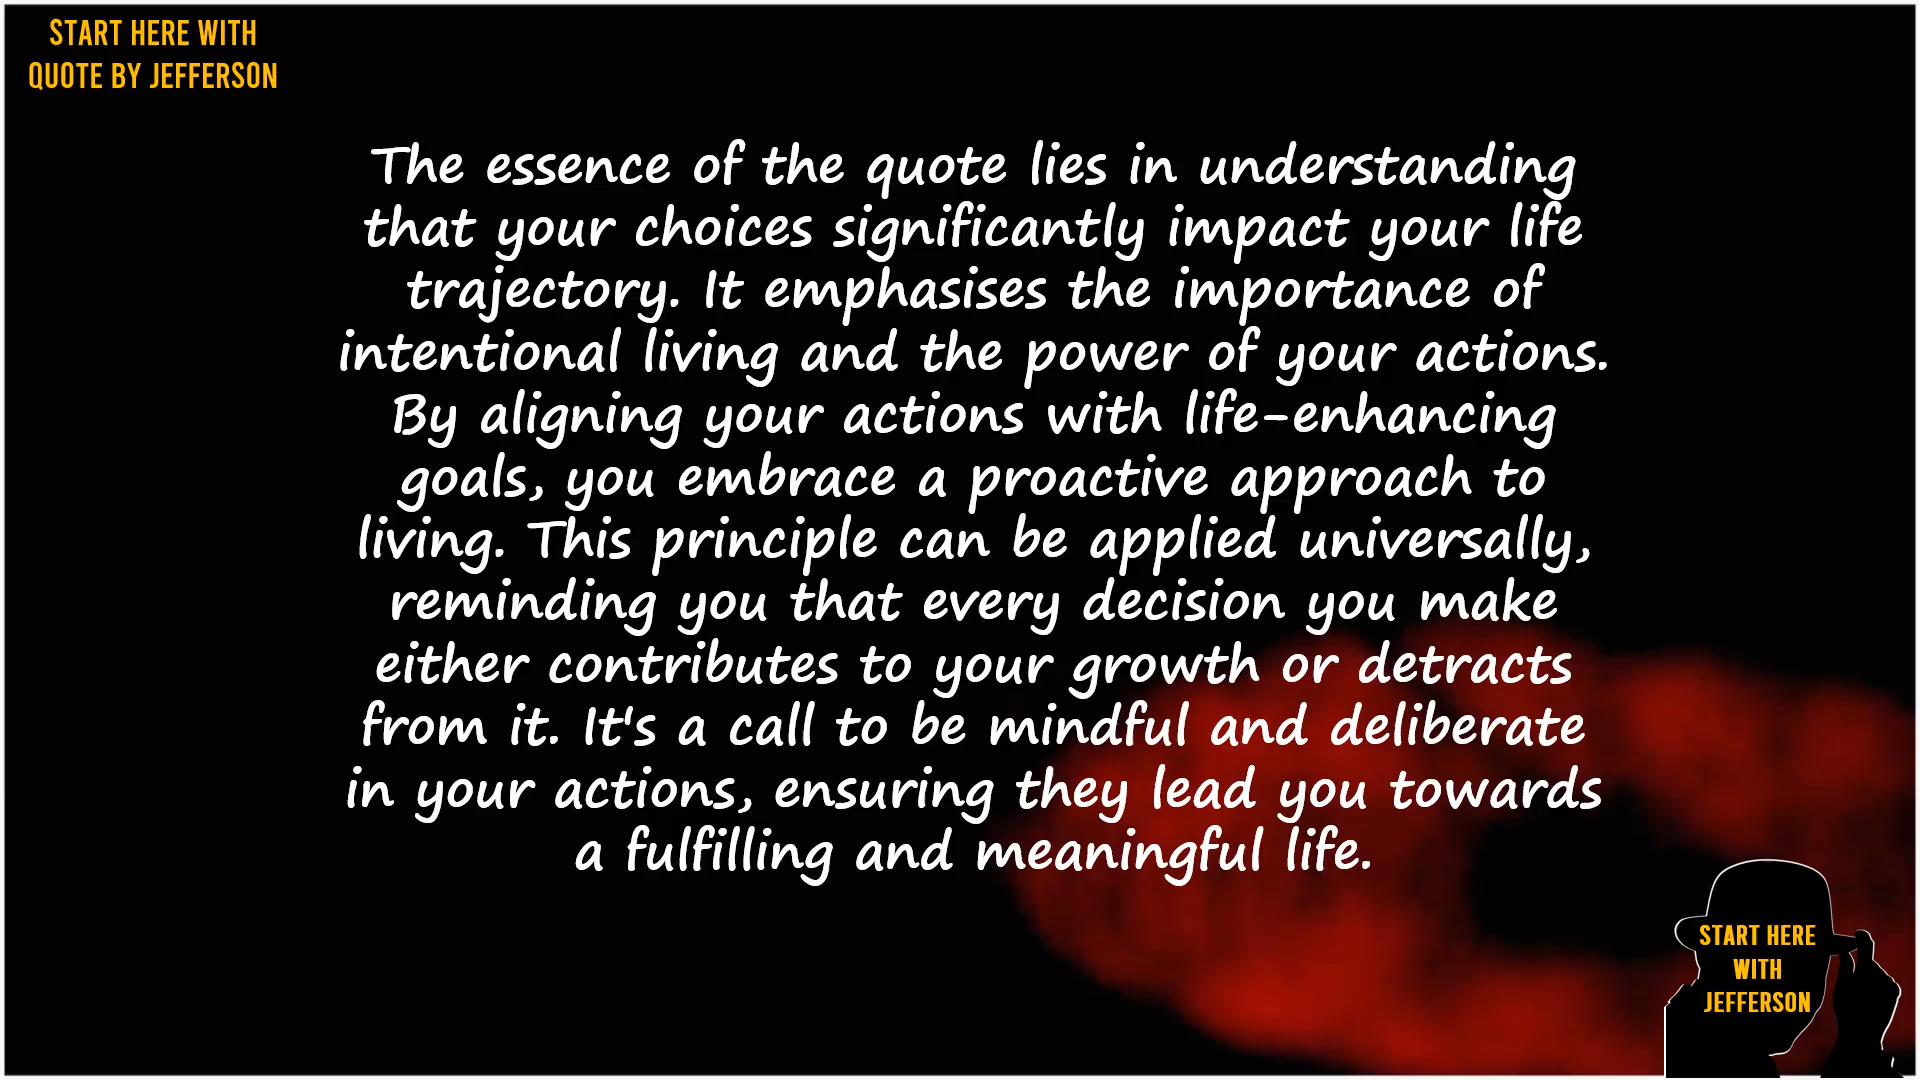 START HERE WITH
QUOTE BY JEFFERSON
The essence of the quote lies in understanding
that your choices significantly impact your life
trajectory. It emphasises the importance of
intentional living and the power of your actions.
By aligning your actions with life-enhancing
goals, you embrace a proactive approach to
living. This principle can be applied universally,
reminding you that every decision you make
either contributes to your growth or detracts
from it. It's a call to be mindful and deliberate
in your actions, ensuring they lead you towards
a fulfilling and meaningful life.
START HERE
WITH
JEFFERSON